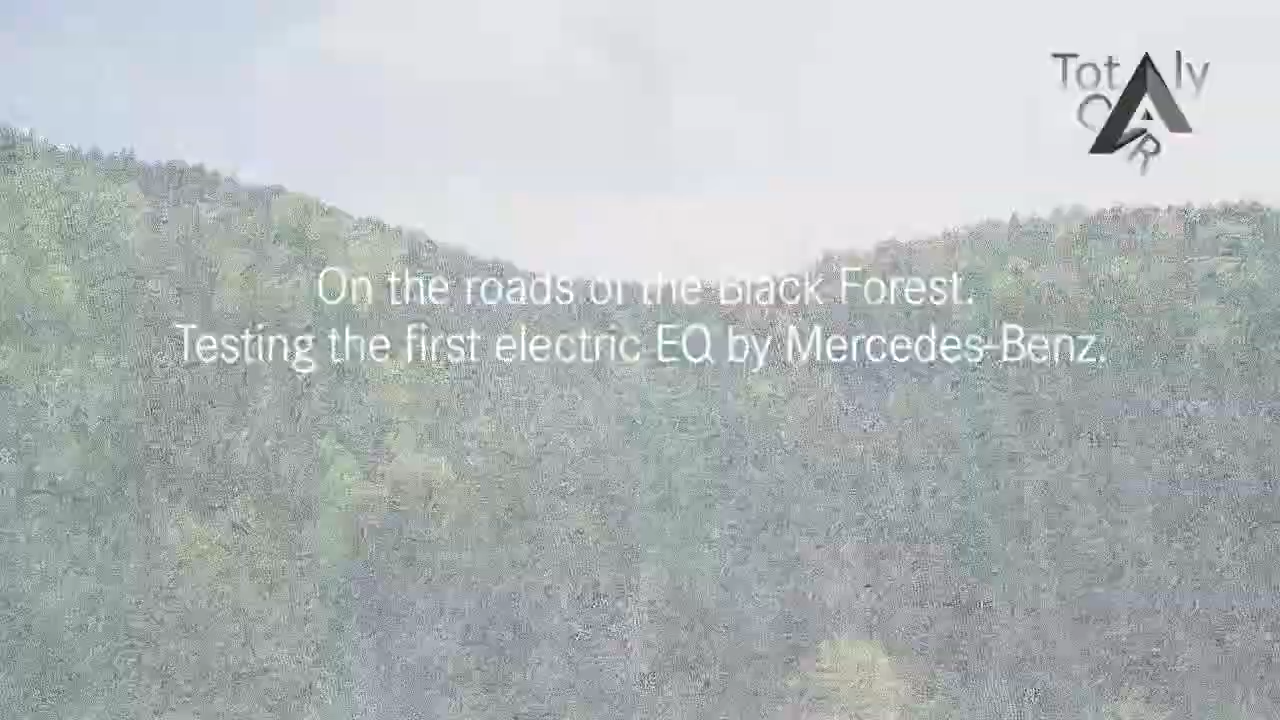 Totally
CAR
On the roads of the Black Forest.
Testing the first electric EQ by Mercedes-Benz.